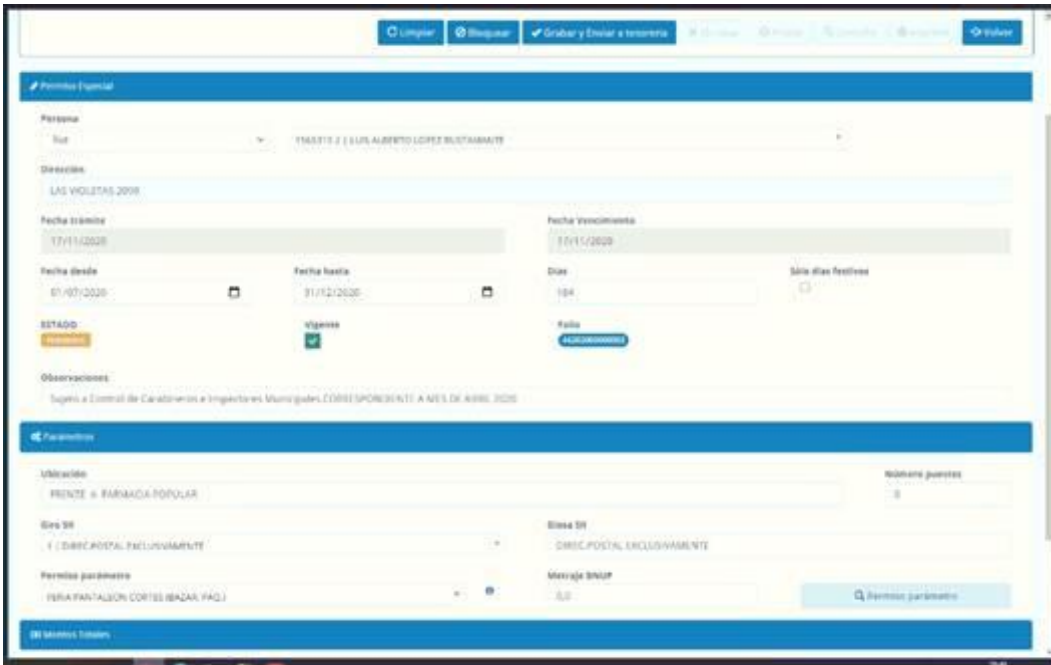 Limpiar Bloquear Grabar y Enviar a tesorería Volver
Permiso Especial
Persona
Rut LUIS ALBERTO LOPEZ BUSTAMANTE
Dirección
LAS VIOLETAS
Fecha trámite Fecha Vencimiento
17/11/2020 17/11/2020
Fecha desde Fecha hasta Días Sólo días festivos
01/07/2020 31/12/2020 184
ESTADO Vigente Folio
Observaciones
Sujeto a Control de Carabineros e Inspectores Municipales CORRESPONDIENTE A MES DE ABRIL 2020
Parámetros
Ubicación Número puestos
FRENTE A FARMACIA POPULAR 0
Giro SII Glosa SII
1 | DIREC.POSTAL EXCLUSIVAMENTE DIREC.POSTAL EXCLUSIVAMENTE
Permiso parámetro Metraje BNUP
FERIA PANTALEON CORTES (BAZAR, PAQ.) 0,0 Permiso parámetro
Montos Totales